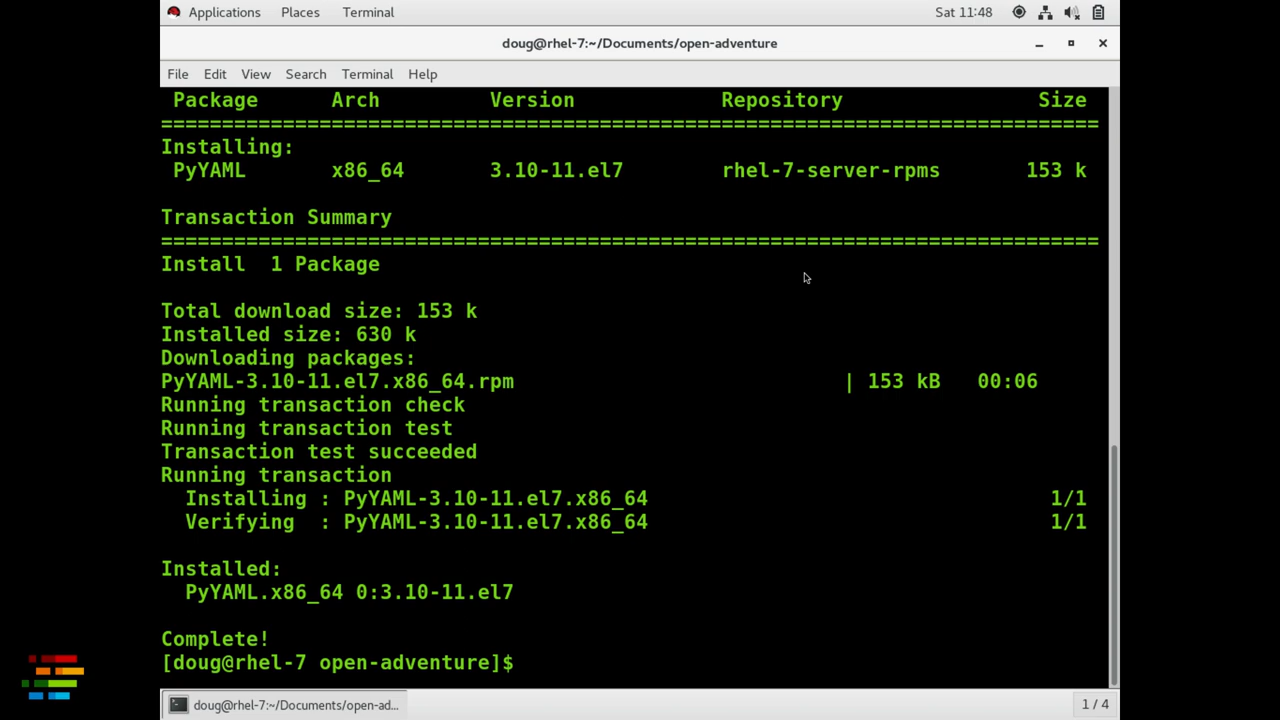 Applications Places Terminal Sat 11:48
doug@rhel-7:~/Documents/open-adventure
File Edit View Search Terminal Help
Package Arch Version Repository Size
=============================================================================
Installing:
PyYAML x86_64 3.10-11.el7 rhel-7-server-rpms 153 k
Transaction Summary
=============================================================================
Install 1 Package
Total download size: 153 k
Installed size: 630 k
Downloading packages:
PyYAML-3.10-11.el7.x86_64.rpm | 153 kB 00:06
Running transaction check
Running transaction test
Transaction test succeeded
Running transaction
Installing : PyYAML-3.10-11.el7.x86_64 1/1
Verifying : PyYAML-3.10-11.el7.x86_64 1/1
Installed:
PyYAML.x86_64 0:3.10-11.el7
Complete!
[doug@rhel-7 open-adventure]$
doug@rhel-7:~/Documents/open-ad... 1 / 4